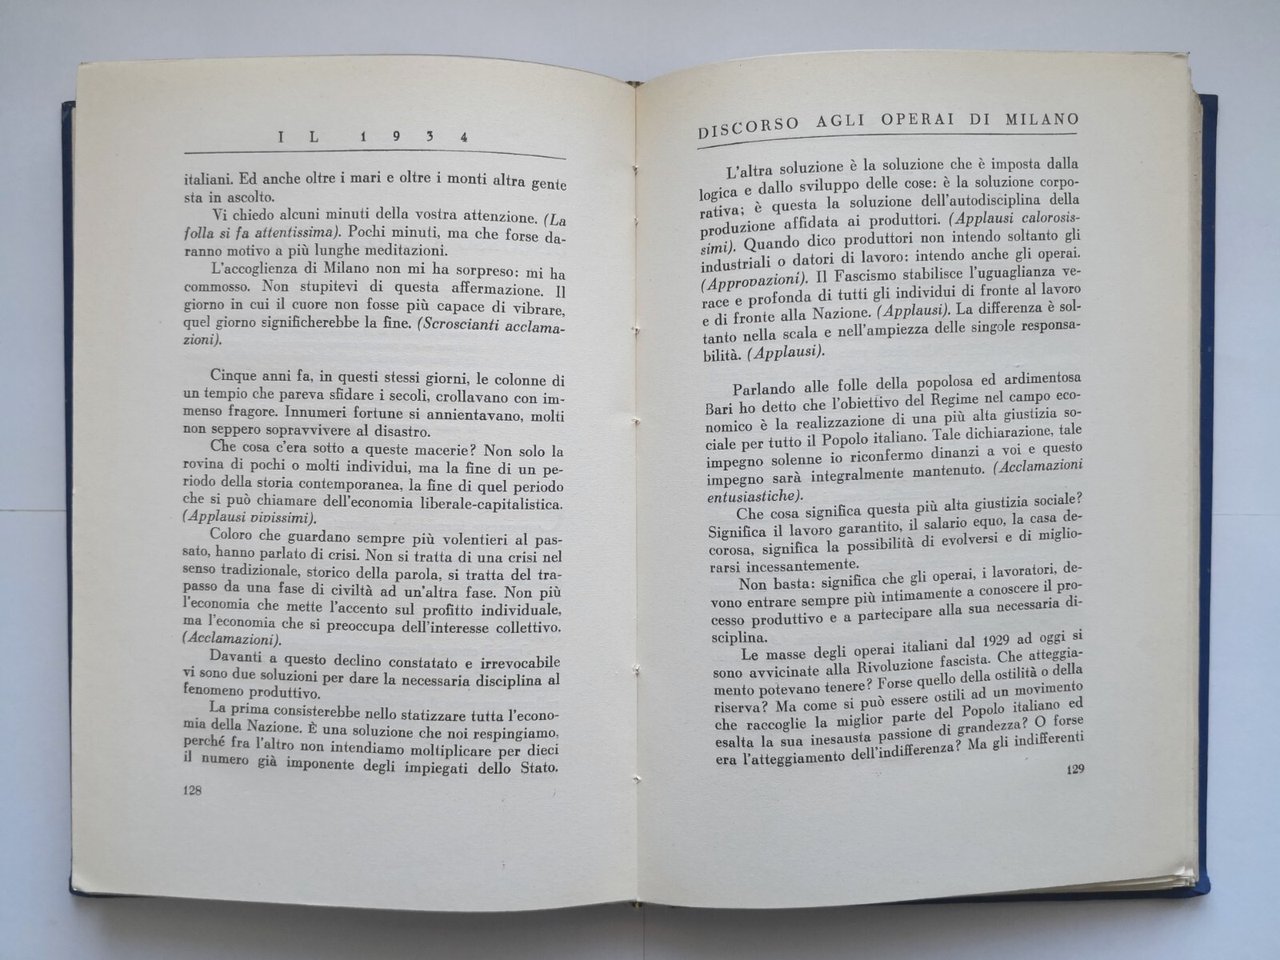 IL 1934
italiani. Ed anche oltre i mari e oltre i monti altra gente
sta in ascolto.
Vi chiedo alcuni minuti della vostra attenzione. (La
folla si fa attentissima). Pochi minuti, ma che forse da-
ranno motivo a più lunghe meditazioni.
L'accoglienza di Milano non mi ha sorpreso: mi ha
commosso. Non stupitevi di questa affermazione. Il
giorno in cui il cuore non fosse più capace di vibrare,
quel giorno significherebbe la fine. (Scroscianti acclama-
zioni).
Cinque anni fa, in questi stessi giorni, le colonne di
un tempio che pareva sfidare i secoli, crollavano con im-
menso fragore. Innumeri fortune si annientavano, molti
non seppero sopravvivere al disastro.
Che cosa c'era sotto a queste macerie? Non solo la
rovina di pochi o molti individui, ma la fine di un pe-
riodo della storia contemporanea, la fine di quel periodo
che si può chiamare dell'economia liberale-capitalistica.
(Applausi vivissimi).
Coloro che guardano sempre più volentieri al pas-
sato, hanno parlato di crisi. Non si tratta di una crisi nel
senso tradizionale, storico della parola, si tratta del tra-
passo da una fase di civiltà ad un'altra fase. Non più
l'economia che mette l'accento sul profitto individuale,
ma l'economia che si preoccupa dell'interesse collettivo.
(Acclamazioni).
Davanti a questo declino constatato e irrevocabile
vi sono due soluzioni per dare la necessaria disciplina al
fenomeno produttivo.
La prima consisterebbe nello statizzare tutta l'econo-
mia della Nazione. È una soluzione che noi respingiamo,
perché fra l'altro non intendiamo moltiplicare per dieci
il numero già imponente degli impiegati dello Stato.
128
DISCORSO AGLI OPERAI DI MILANO
L'altra soluzione è la soluzione che è imposta dalla
logica e dallo sviluppo delle cose: è la soluzione corpo-
rativa; è questa la soluzione dell'autodisciplina della
produzione affidata ai produttori. (Applausi calorosis-
simi). Quando dico produttori non intendo soltanto gli
industriali o datori di lavoro: intendo anche gli operai.
(Approvazioni). Il Fascismo stabilisce l'uguaglianza ve-
race e profonda di tutti gli individui di fronte al lavoro
e di fronte alla Nazione. (Applausi). La differenza è sol-
tanto nella scala e nell'ampiezza delle singole responsa-
bilità. (Applausi).
Parlando alle folle della popolosa ed ardimentosa
Bari ho detto che l'obiettivo del Regime nel campo eco-
nomico è la realizzazione di una più alta giustizia so-
ciale per tutto il Popolo italiano. Tale dichiarazione, tale
impegno solenne io riconfermo dinanzi a voi e questo
impegno sarà integralmente mantenuto. (Acclamazioni
entusiastiche).
Che cosa significa questa più alta giustizia sociale?
Significa il lavoro garantito, il salario equo, la casa de-
corosa, significa la possibilità di evolversi e di miglio-
rarsi incessantemente.
Non basta: significa che gli operai, i lavoratori, de-
vono entrare sempre più intimamente a conoscere il pro-
cesso produttivo e a partecipare alla sua necessaria di-
sciplina.
Le masse degli operai italiani dal 1929 ad oggi si
sono avvicinate alla Rivoluzione fascista. Che atteggia-
mento potevano tenere? Forse quello della ostilità o della
riserva? Ma come si può essere ostili ad un movimento
che raccoglie la miglior parte del Popolo italiano ed
esalta la sua inesausta passione di grandezza? O forse
era l'atteggiamento dell'indifferenza? Ma gli indifferenti
129